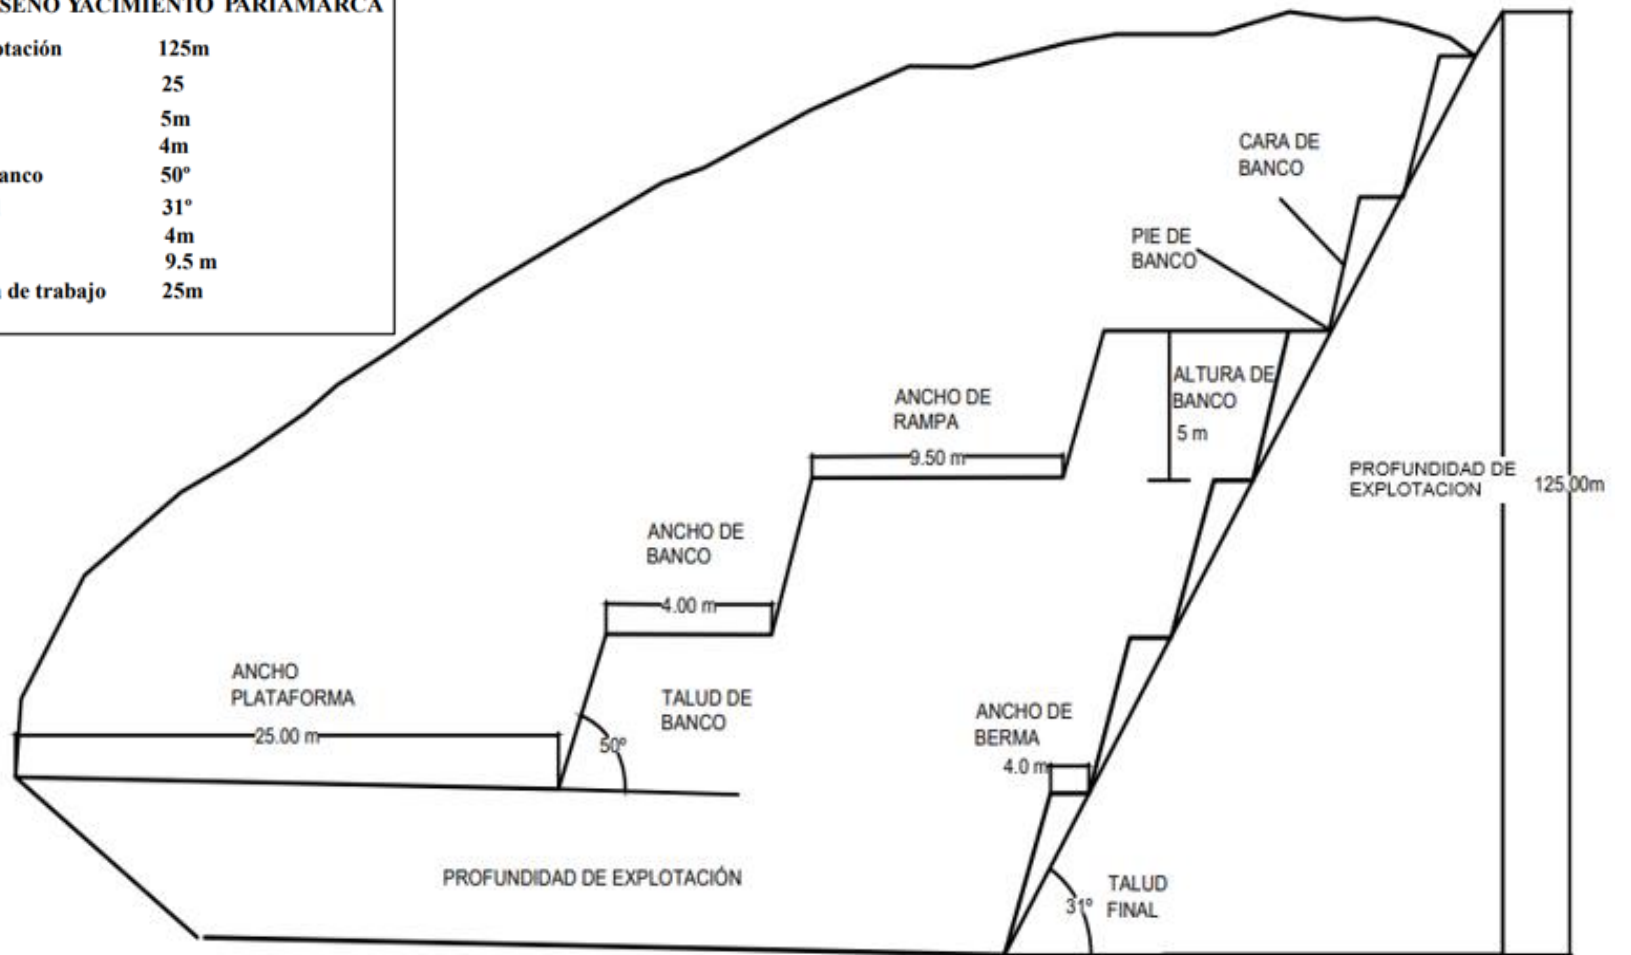 YACIMIENTO PARIAMARCA
125m
25
5m
4m
50º
31º
4m
9.5 m
de trabajo 25m
CARA DE
BANCO
PIE DE
BANCO
ALTURA DE
BANCO
5 m
ANCHO DE
RAMPA
9.50 m
PROFUNDIDAD DE
EXPLOTACION
125.00m
ANCHO DE
BANCO
4.00 m
ANCHO
PLATAFORMA
25.00 m
TALUD DE
BANCO
50º
ANCHO DE
BERMA
4.0 m
PROFUNDIDAD DE EXPLOTACIÓN
TALUD
FINAL
31º